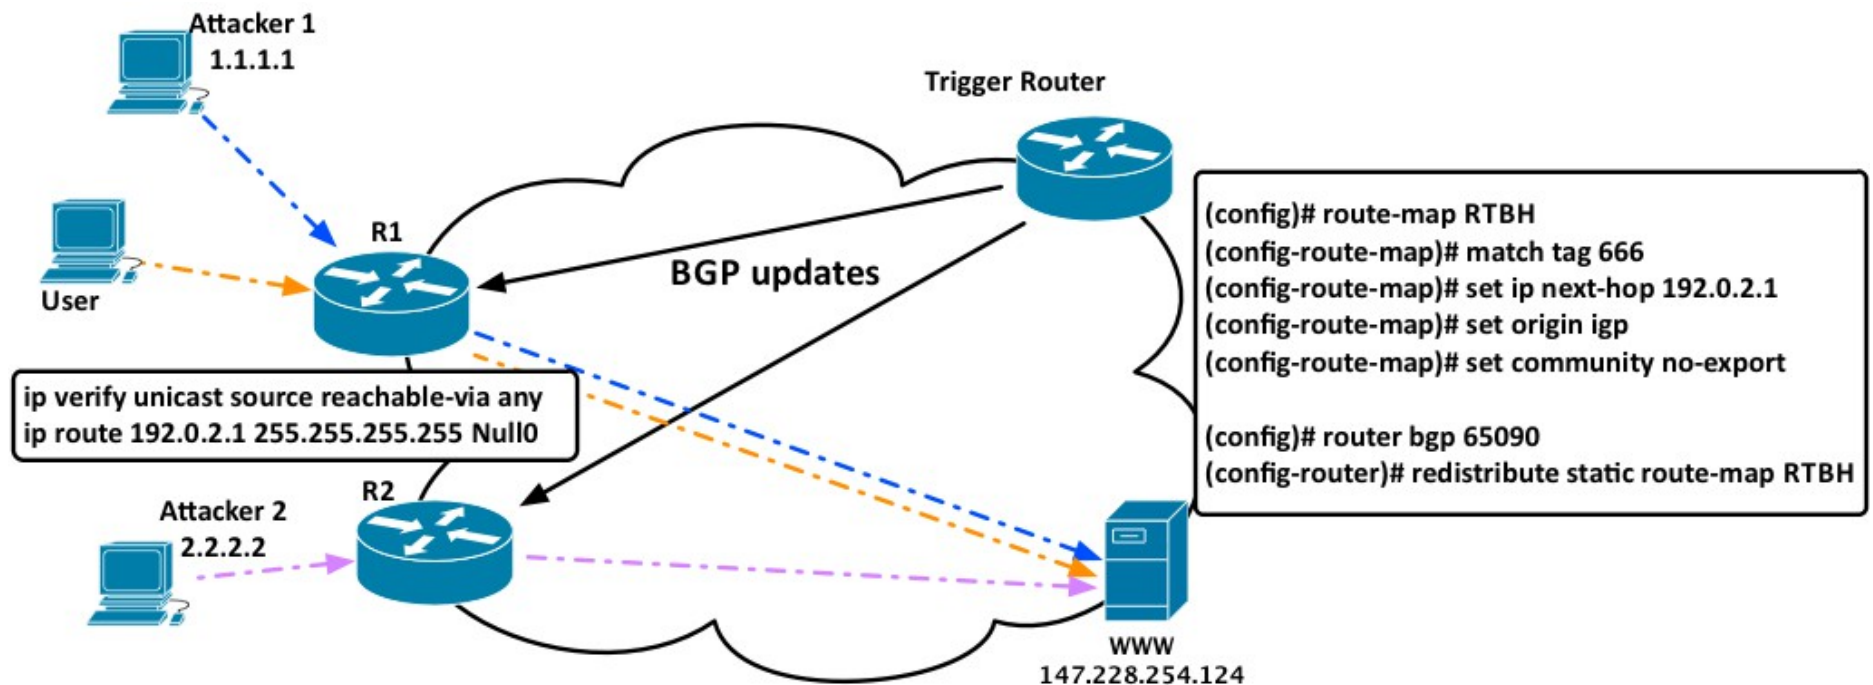 Attacker 1
1.1.1.1
Trigger Router
R1
User
BGP updates
(config)# route-map RTBH
(config-route-map)# match tag 666
(config-route-map)# set ip next-hop 192.0.2.1
(config-route-map)# set origin igp
(config-route-map)# set community no-export
(config)# router bgp 65090
(config-router)# redistribute static route-map RTBH
ip verify unicast source reachable-via any
ip route 192.0.2.1 255.255.255.255 Null0
R2
Attacker 2
2.2.2.2
WWW
147.228.254.124